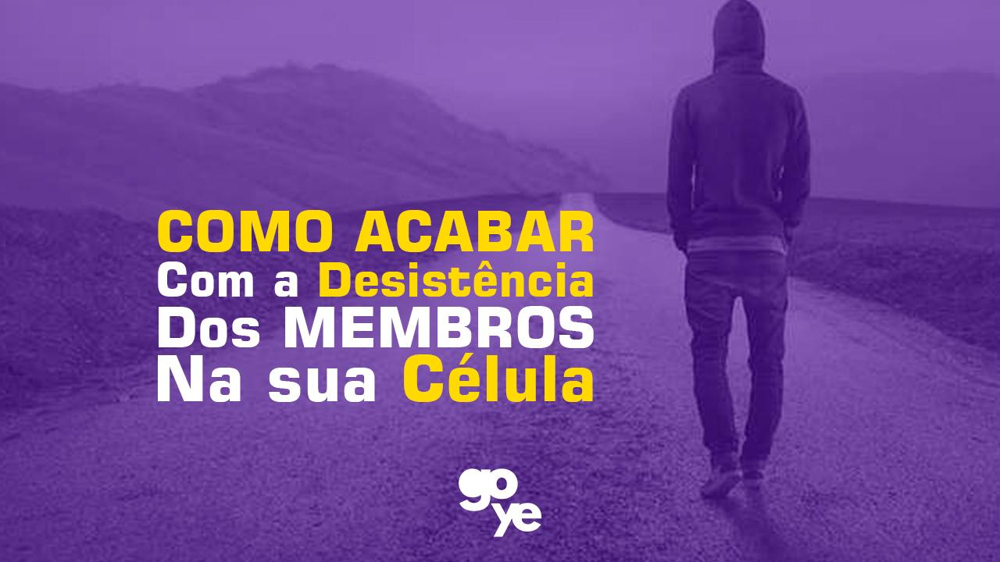 COMO ACABAR
Com a Desistência
Dos MEMBROS
Na sua Célula
go
ye